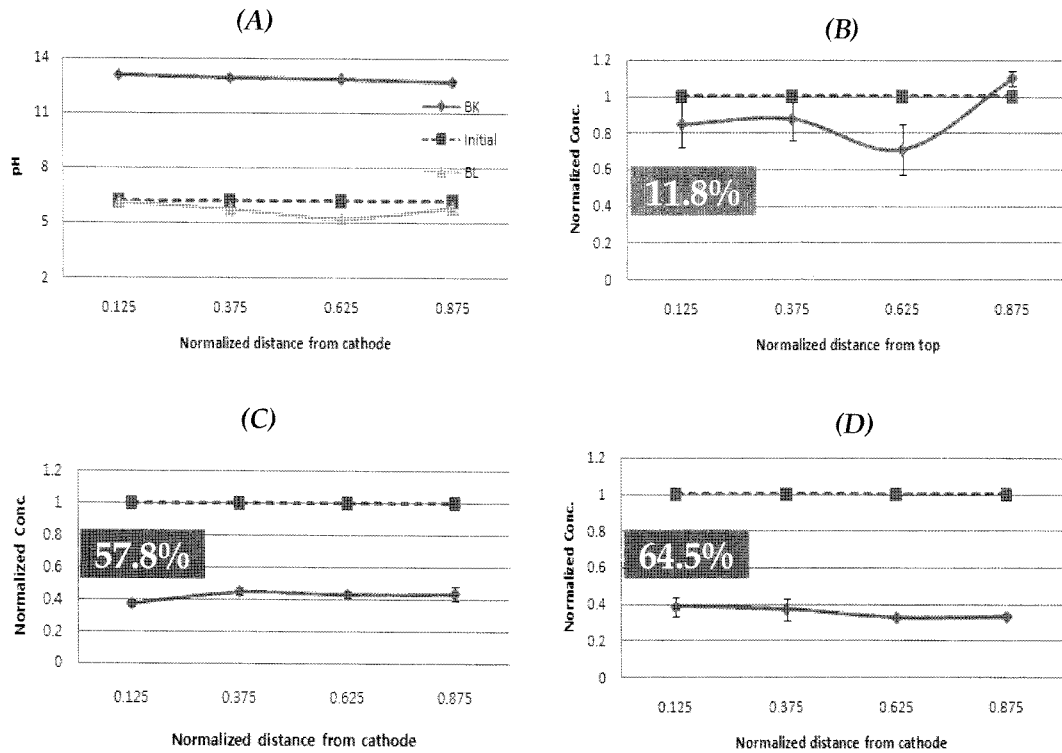 (A)
14
11
8
5
2
pH
BK
Initial
BL
0.125 0.375 0.625 0.875
Normalized distance from cathode
(B)
1.2
1
0.8
0.6
0.4
0.2
0
Normalized Conc.
11.8%
0.125 0.375 0.625 0.875
Normalized distance from top
(C)
1.2
1
0.8
0.6
0.4
0.2
0
Normalized Conc.
57.8%
0.125 0.375 0.625 0.875
Normalized distance from cathode
(D)
1.2
1
0.8
0.6
0.4
0.2
0
Normalized Conc.
64.5%
0.125 0.375 0.625 0.875
Normalized distance from cathode